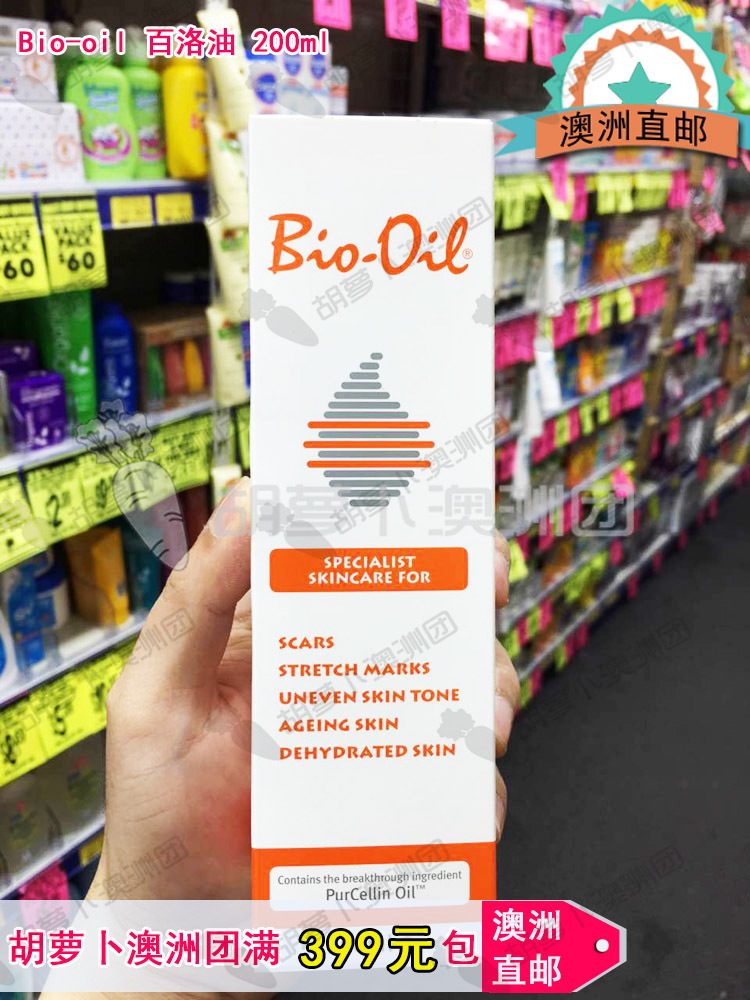 Bio-oil 百洛油 200ml
澳洲直邮
VALUE
PACK
60
VALUE
PACK
$60
Bio-Oil®
胡萝卜澳洲团
SPECIALIST
SKINCARE FOR
SCARS
STRETCH MARKS
UNEVEN SKIN TONE
AGEING SKIN
DEHYDRATED SKIN
Contains the breakthrough ingredient
PurCellin Oil™
胡萝卜澳洲团满 399元包
澳洲
直邮